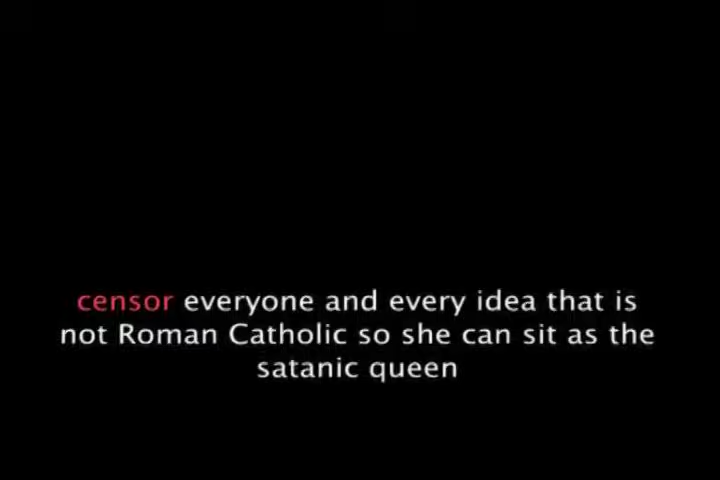 censor everyone and every idea that is
not Roman Catholic so she can sit as the
satanic queen